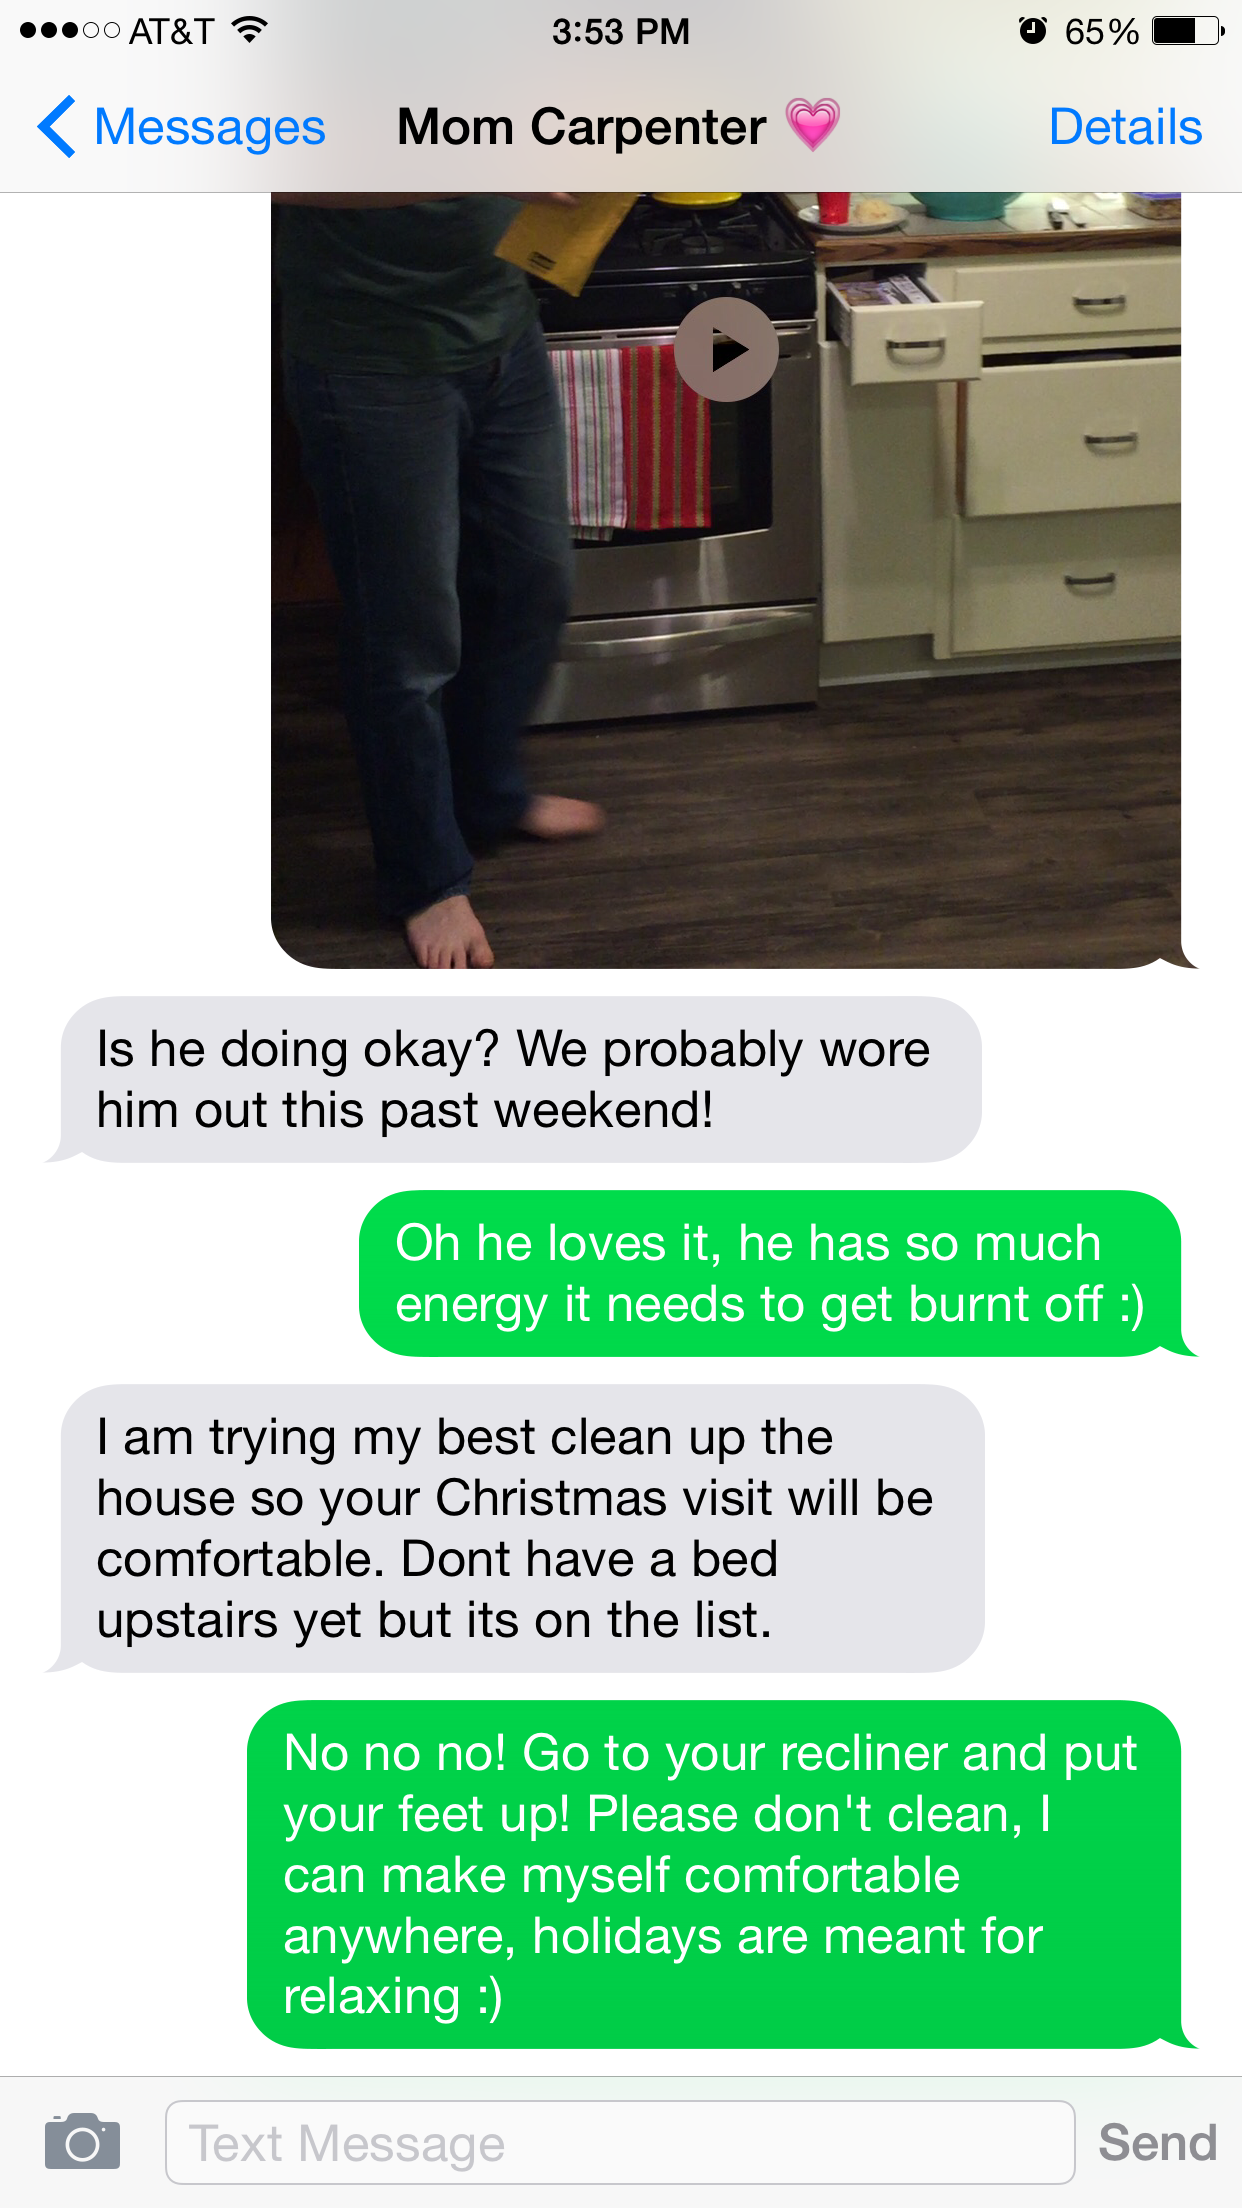 AT&T 3:53 PM 65%
Messages Mom Carpenter 💗 Details
Is he doing okay? We probably wore
him out this past weekend!
Oh he loves it, he has so much
energy it needs to get burnt off :)
I am trying my best clean up the
house so your Christmas visit will be
comfortable. Dont have a bed
upstairs yet but its on the list.
No no no! Go to your recliner and put
your feet up! Please don't clean, I
can make myself comfortable
anywhere, holidays are meant for
relaxing :)
Text Message Send